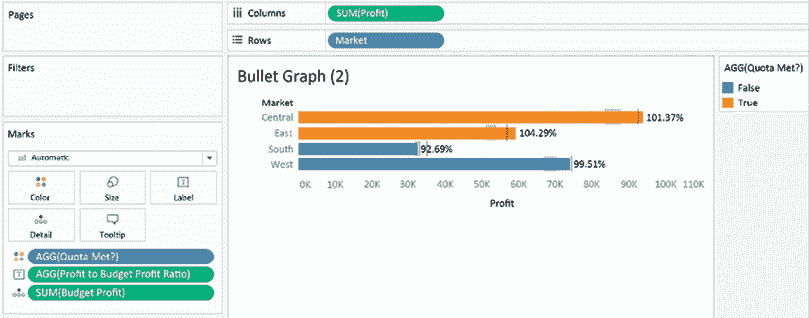 Pages
Columns
SUM(Profit)
Rows
Market
Filters
Bullet Graph (2)
AGG(Quota Met?)
False
True
Market
Central
101.37%
East
104.29%
South
92.69%
West
99.51%
0K 10K 20K 30K 40K 50K 60K 70K 80K 90K 100K 110K
Profit
Marks
Automatic
Color Size Label
Detail Tooltip
AGG(Quota Met?)
AGG(Profit to Budget Profit Ratio)
SUM(Budget Profit)